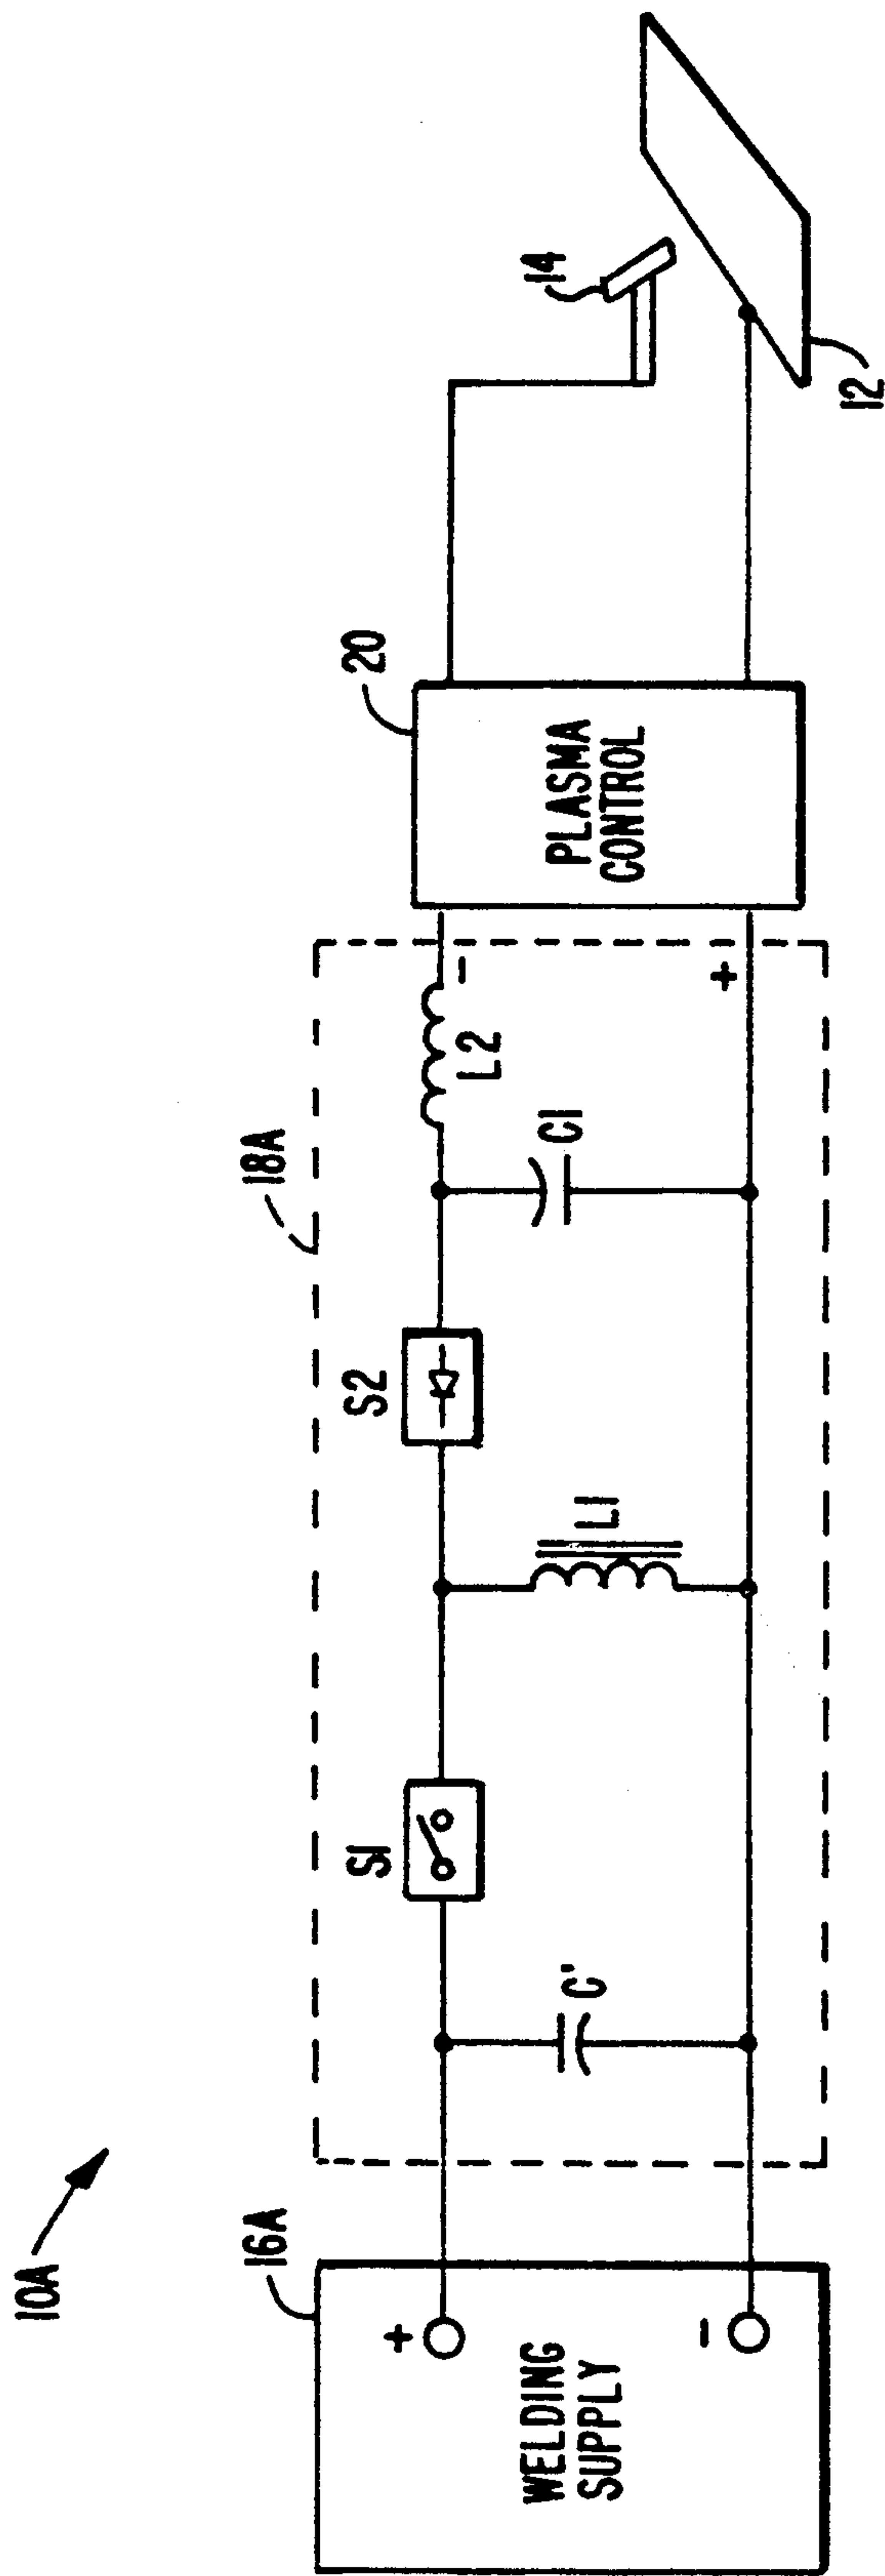 10A
16A
WELDING
SUPPLY
+
-
C'
S1
L1
S2
C1
L2
-
+
18A
PLASMA
CONTROL
20
14
12